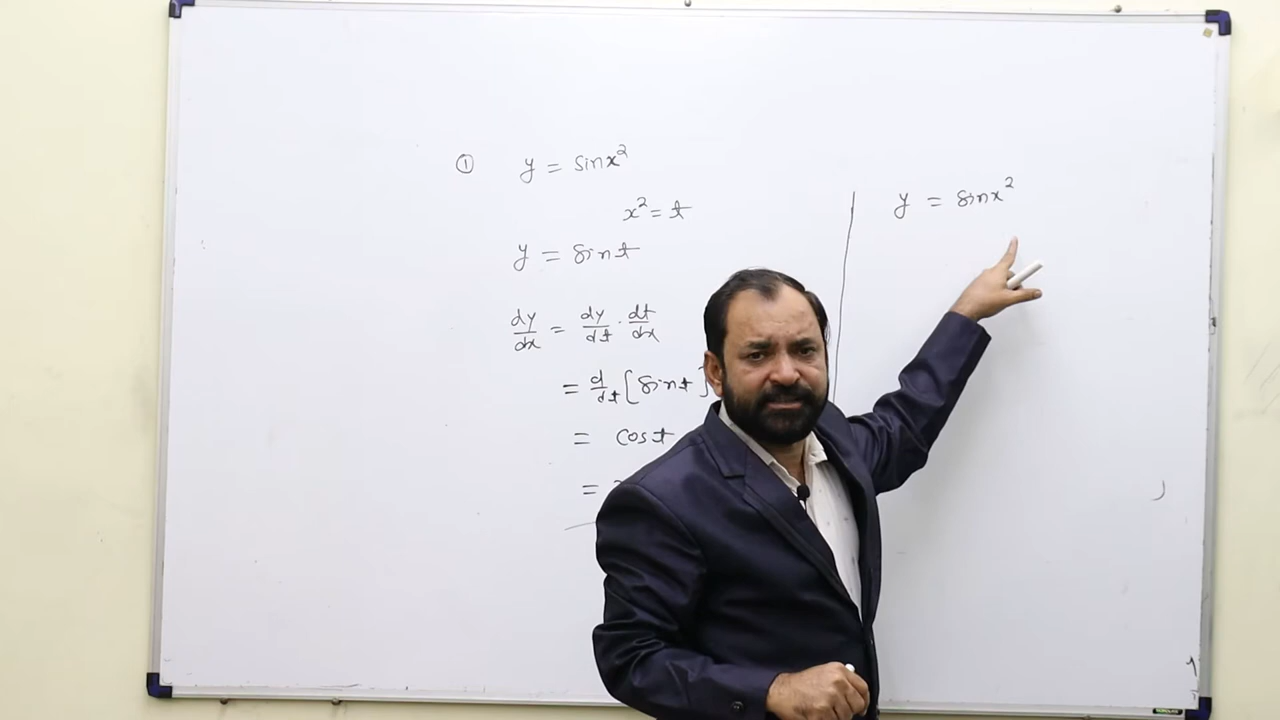 ① y = sinx²
x² = t
y = sin t
dy/dx = dy/dt · dt/dx
= d/dt [sin t]
= cos t
=
y = sinx²